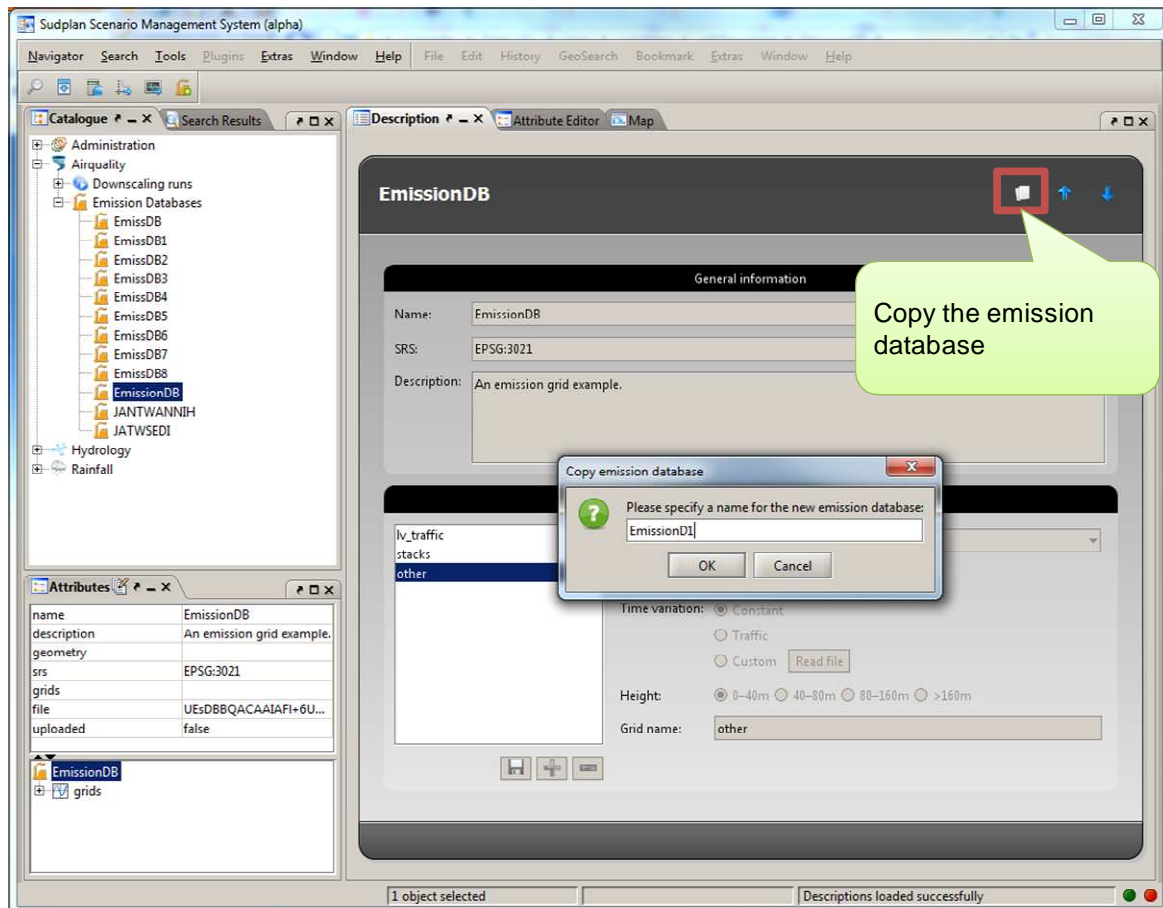 Sudplan Scenario Management System (alpha)
Navigator Search Tools Plugins Extras Window Help File Edit History GeoSearch Bookmark Extras Window Help
Catalogue
Search Results
Description
Attribute Editor
Map
Administration
Airquality
Downscaling runs
Emission Databases
EmissDB
EmissDB1
EmissDB2
EmissDB3
EmissDB4
EmissDB5
EmissDB6
EmissDB7
EmissDB8
EmissionDB
JANTWANNIH
JATWSEDI
Hydrology
Rainfall
EmissionDB
Copy the emission
database
General information
Name: EmissionDB
SRS: EPSG:3021
Description: An emission grid example.
Copy emission database
Please specify a name for the new emission database:
EmissionD1
OK Cancel
lv_traffic
stacks
other
Time variation: Constant
Traffic
Custom Read file
Height: 0-40m 40-80m 80-160m >160m
Grid name: other
Attributes
name EmissionDB
description An emission grid example.
geometry
srs EPSG:3021
grids
file UEsDBBQACAAIAFI+6U...
uploaded false
EmissionDB
grids
1 object selected
Descriptions loaded successfully